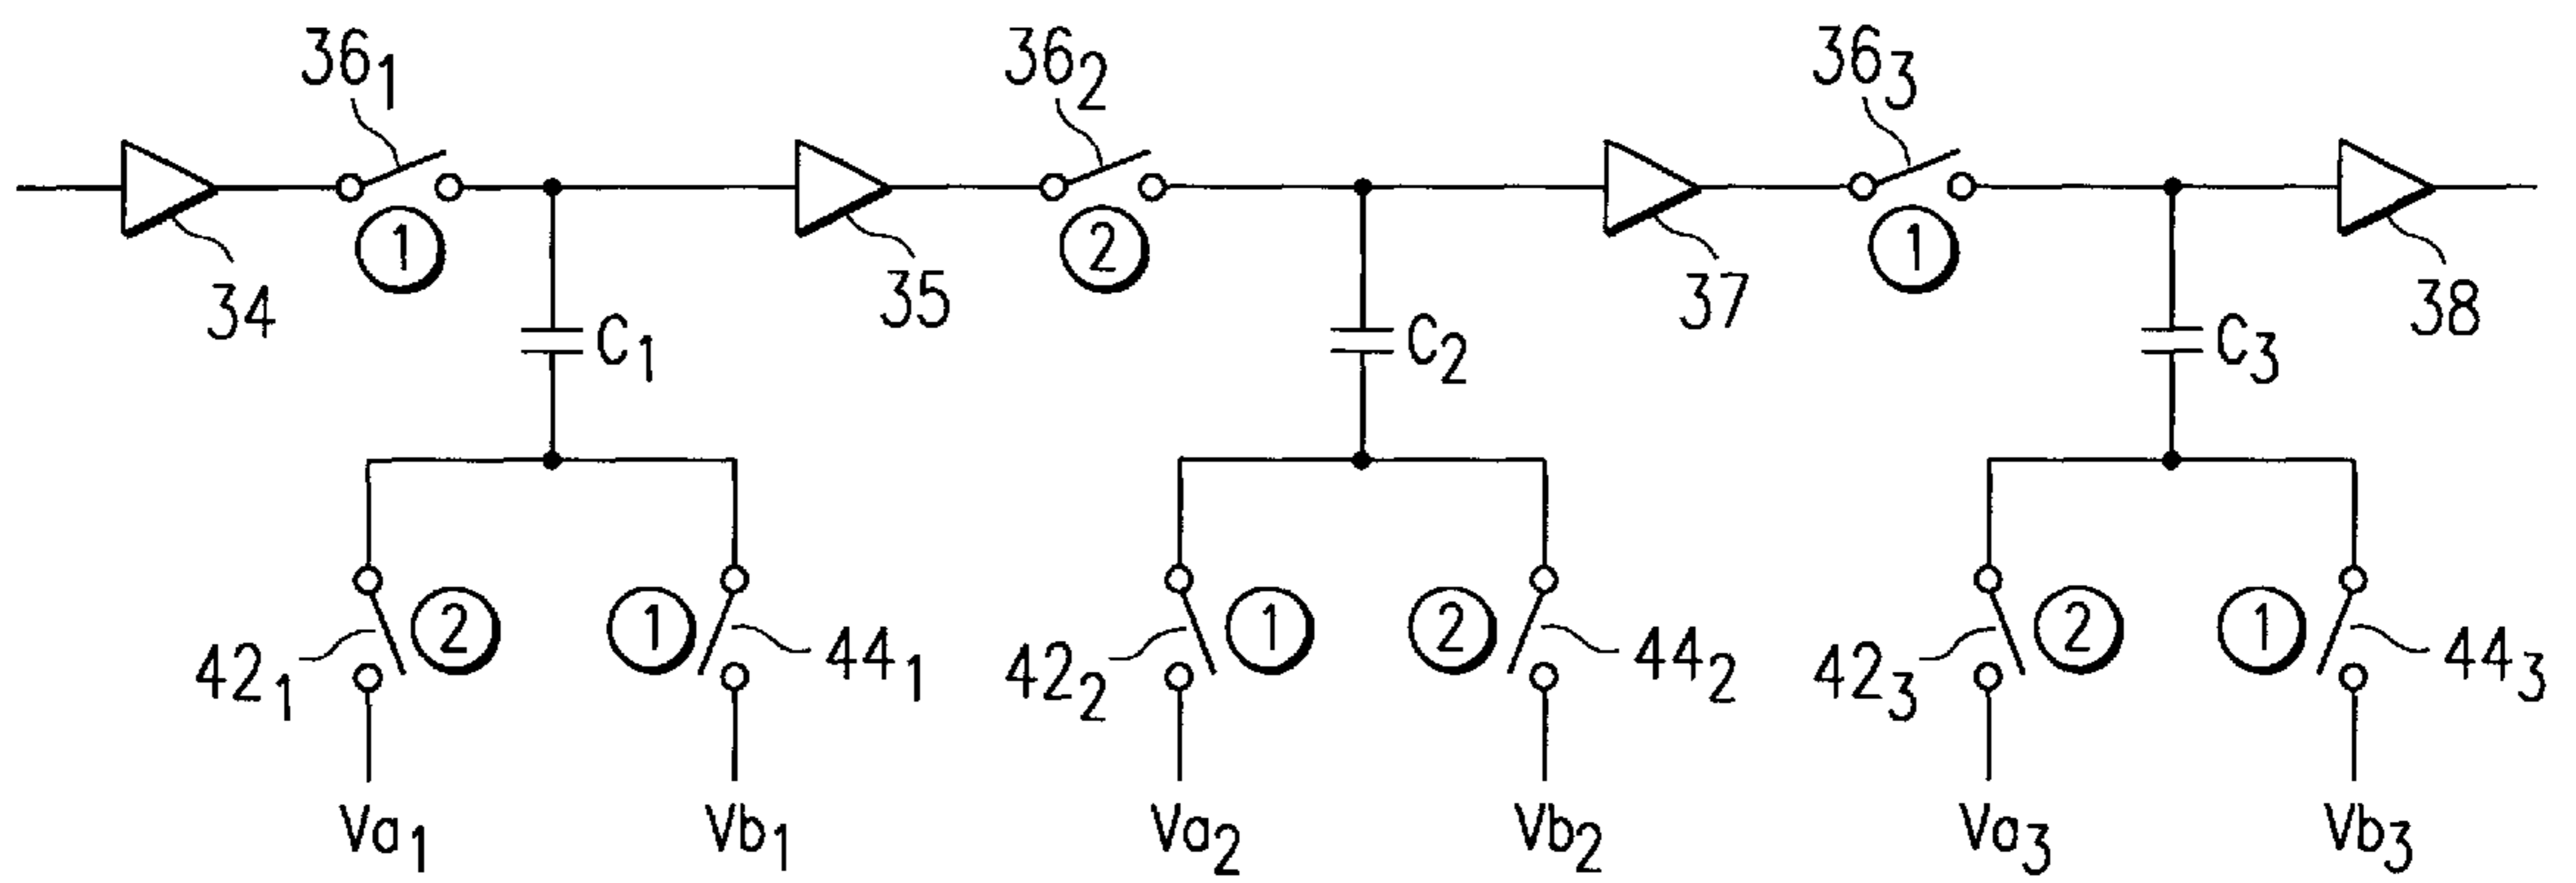 36₁ 36₂ 36₃
1 2 1
34 35 37 38
C₁ C₂ C₃
42₁ 2 1 44₁ 42₂ 1 2 44₂ 42₃ 2 1 44₃
Va₁ Vb₁ Va₂ Vb₂ Va₃ Vb₃